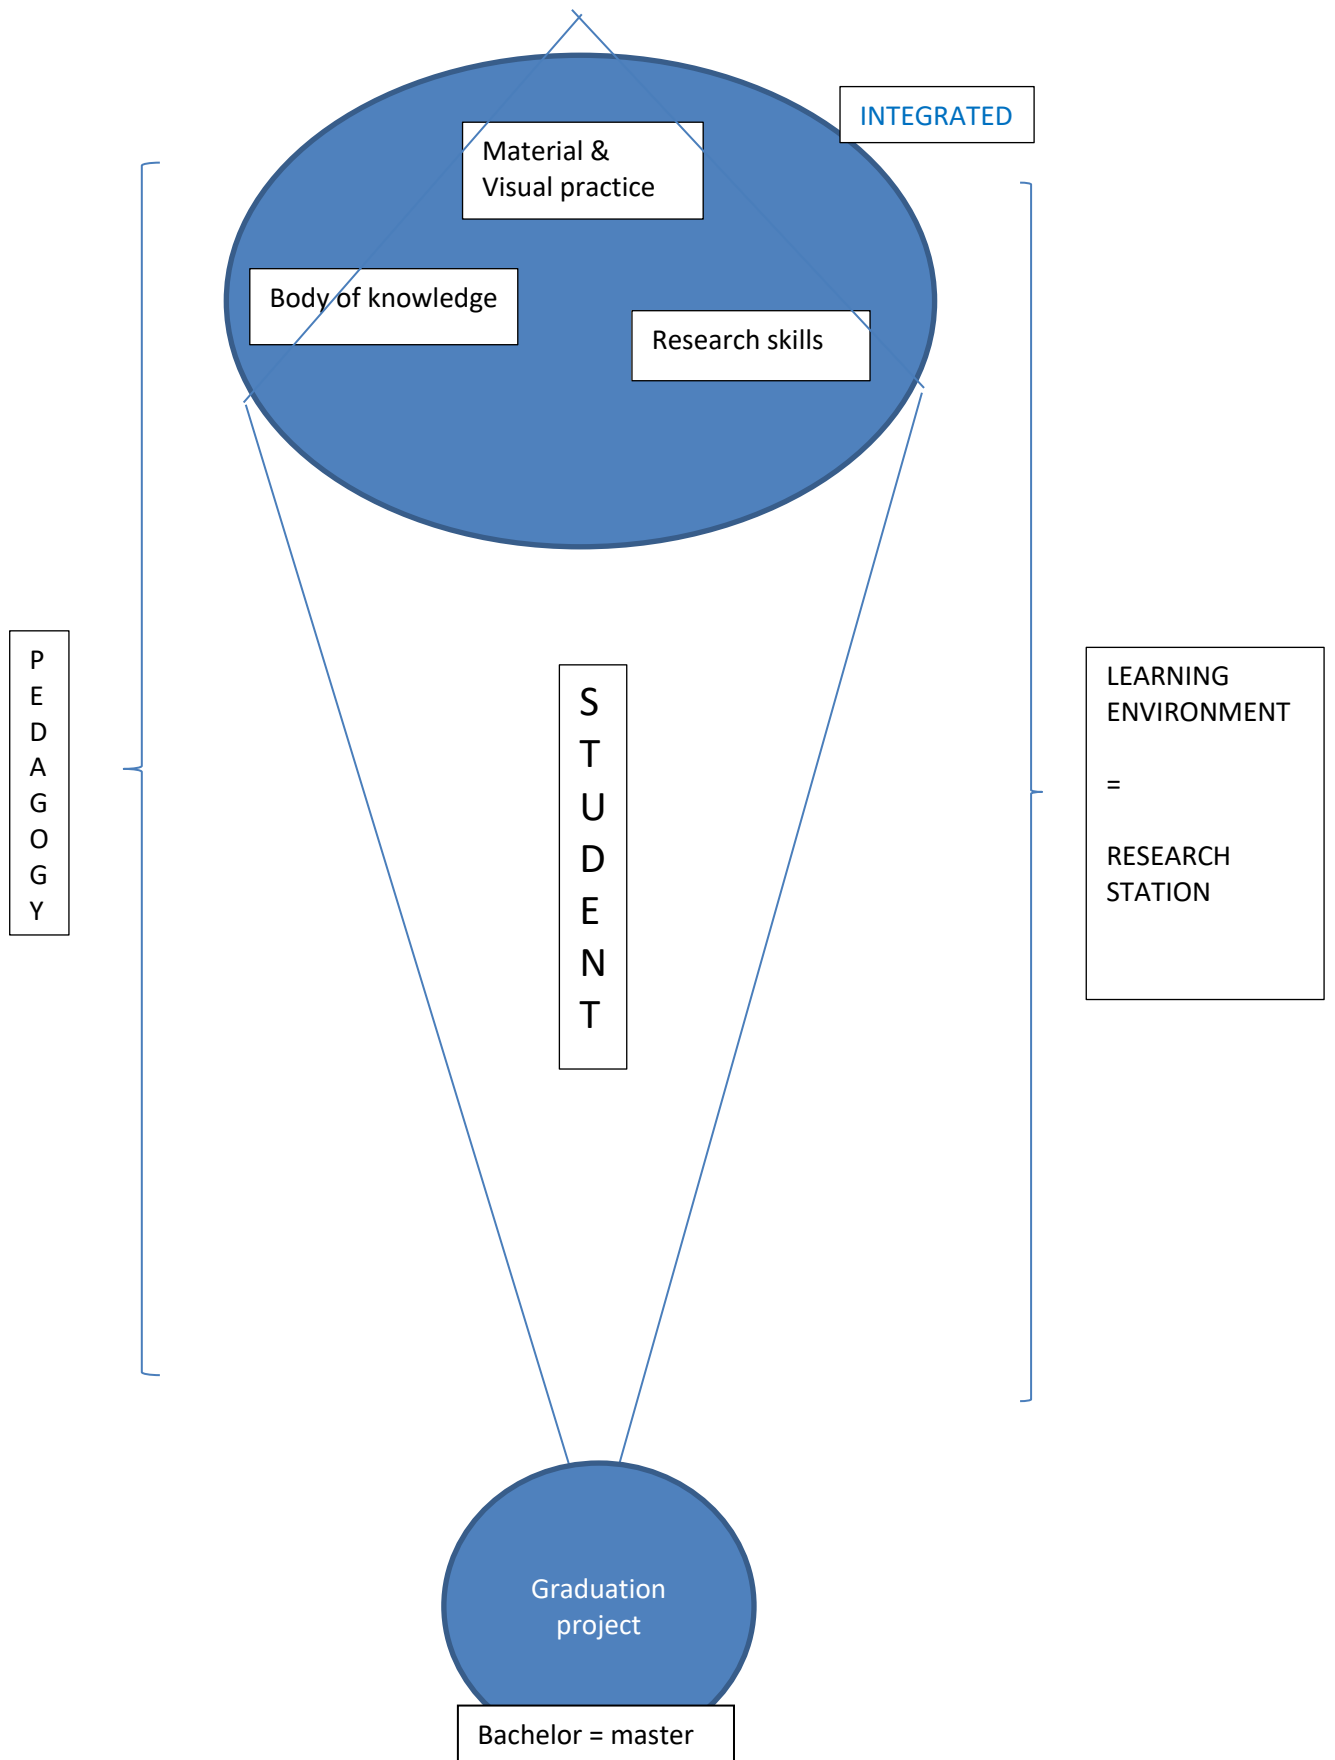 INTEGRATED
Material &
Visual practice
Body of knowledge
Research skills
P
E
D
A
G
O
G
Y
S
T
U
D
E
N
T
LEARNING
ENVIRONMENT
=
RESEARCH
STATION
Graduation
project
Bachelor = master